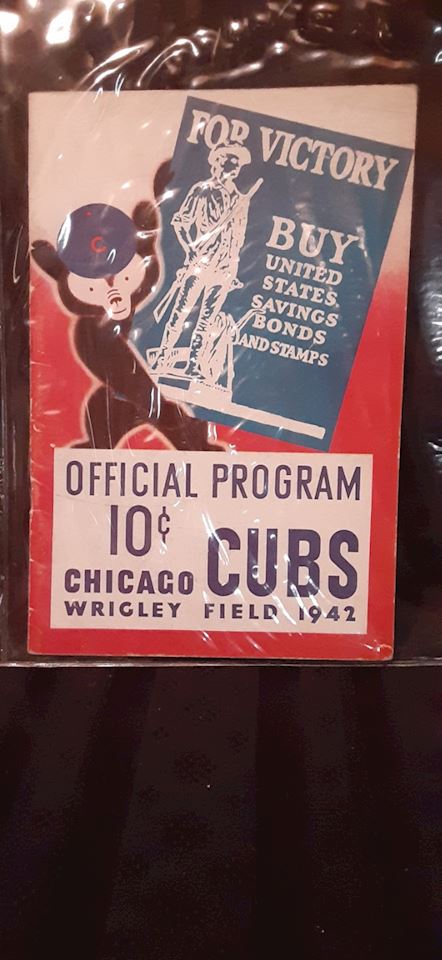 FOR VICTORY
BUY
UNITED
STATES
SAVINGS
BONDS
AND STAMPS
C
OFFICIAL PROGRAM
10¢
CHICAGO CUBS
WRIGLEY FIELD 1942